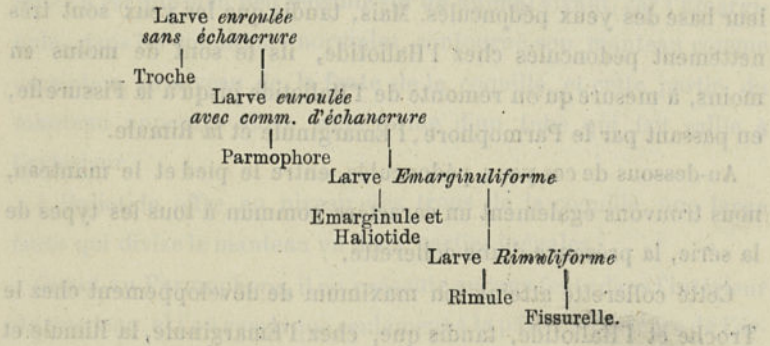 Larve enroulée
sans échancrure
Troche
Larve euroulée
avec comm. d'échancrure
Parmophore
Larve Emarginuliforme
Emarginule et
Haliotide
Larve Rimuliforme
Rimule
Fissurelle.